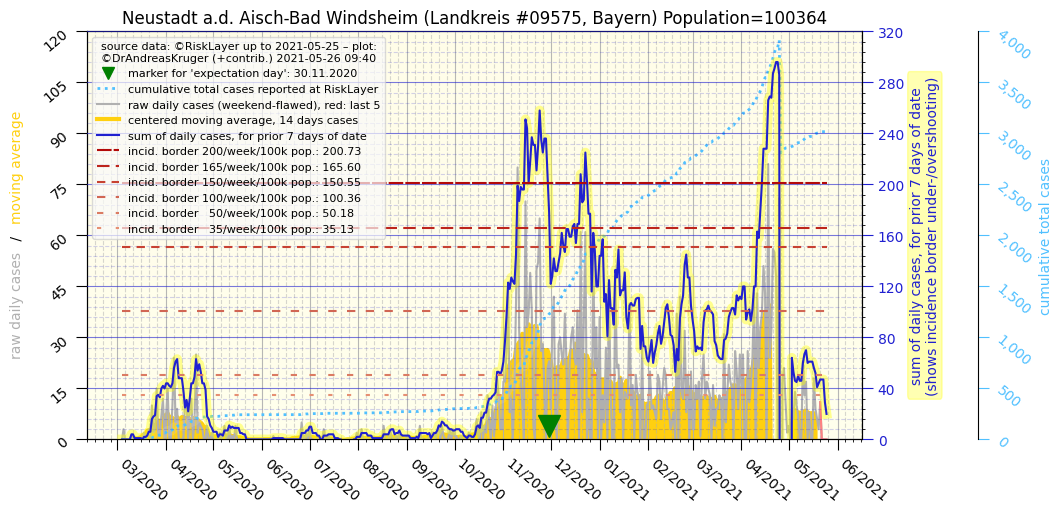 Neustadt a.d. Aisch-Bad Windsheim (Landkreis #09575, Bayern) Population=100364
source data: ©RiskLayer up to 2021-05-25 – plot:
©DrAndreasKruger (+contrib.) 2021-05-26 09:40
marker for 'expectation day': 30.11.2020
cumulative total cases reported at RiskLayer
raw daily cases (weekend-flawed), red: last 5
centered moving average, 14 days cases
sum of daily cases, for prior 7 days of date
incid. border 200/week/100k pop.: 200.73
incid. border 165/week/100k pop.: 165.60
incid. border 150/week/100k pop.: 150.55
incid. border 100/week/100k pop.: 100.36
incid. border 50/week/100k pop.: 50.18
incid. border 35/week/100k pop.: 35.13
raw daily cases / moving average
120
105
90
75
60
45
30
15
0
03/2020
04/2020
05/2020
06/2020
07/2020
08/2020
09/2020
10/2020
11/2020
12/2020
01/2021
02/2021
03/2021
04/2021
05/2021
06/2021
320
280
240
200
160
120
80
40
0
sum of daily cases, for prior 7 days of date
(shows incidence border under-/overshooting)
4,000
3,500
3,000
2,500
2,000
1,500
1,000
500
0
cumulative total cases